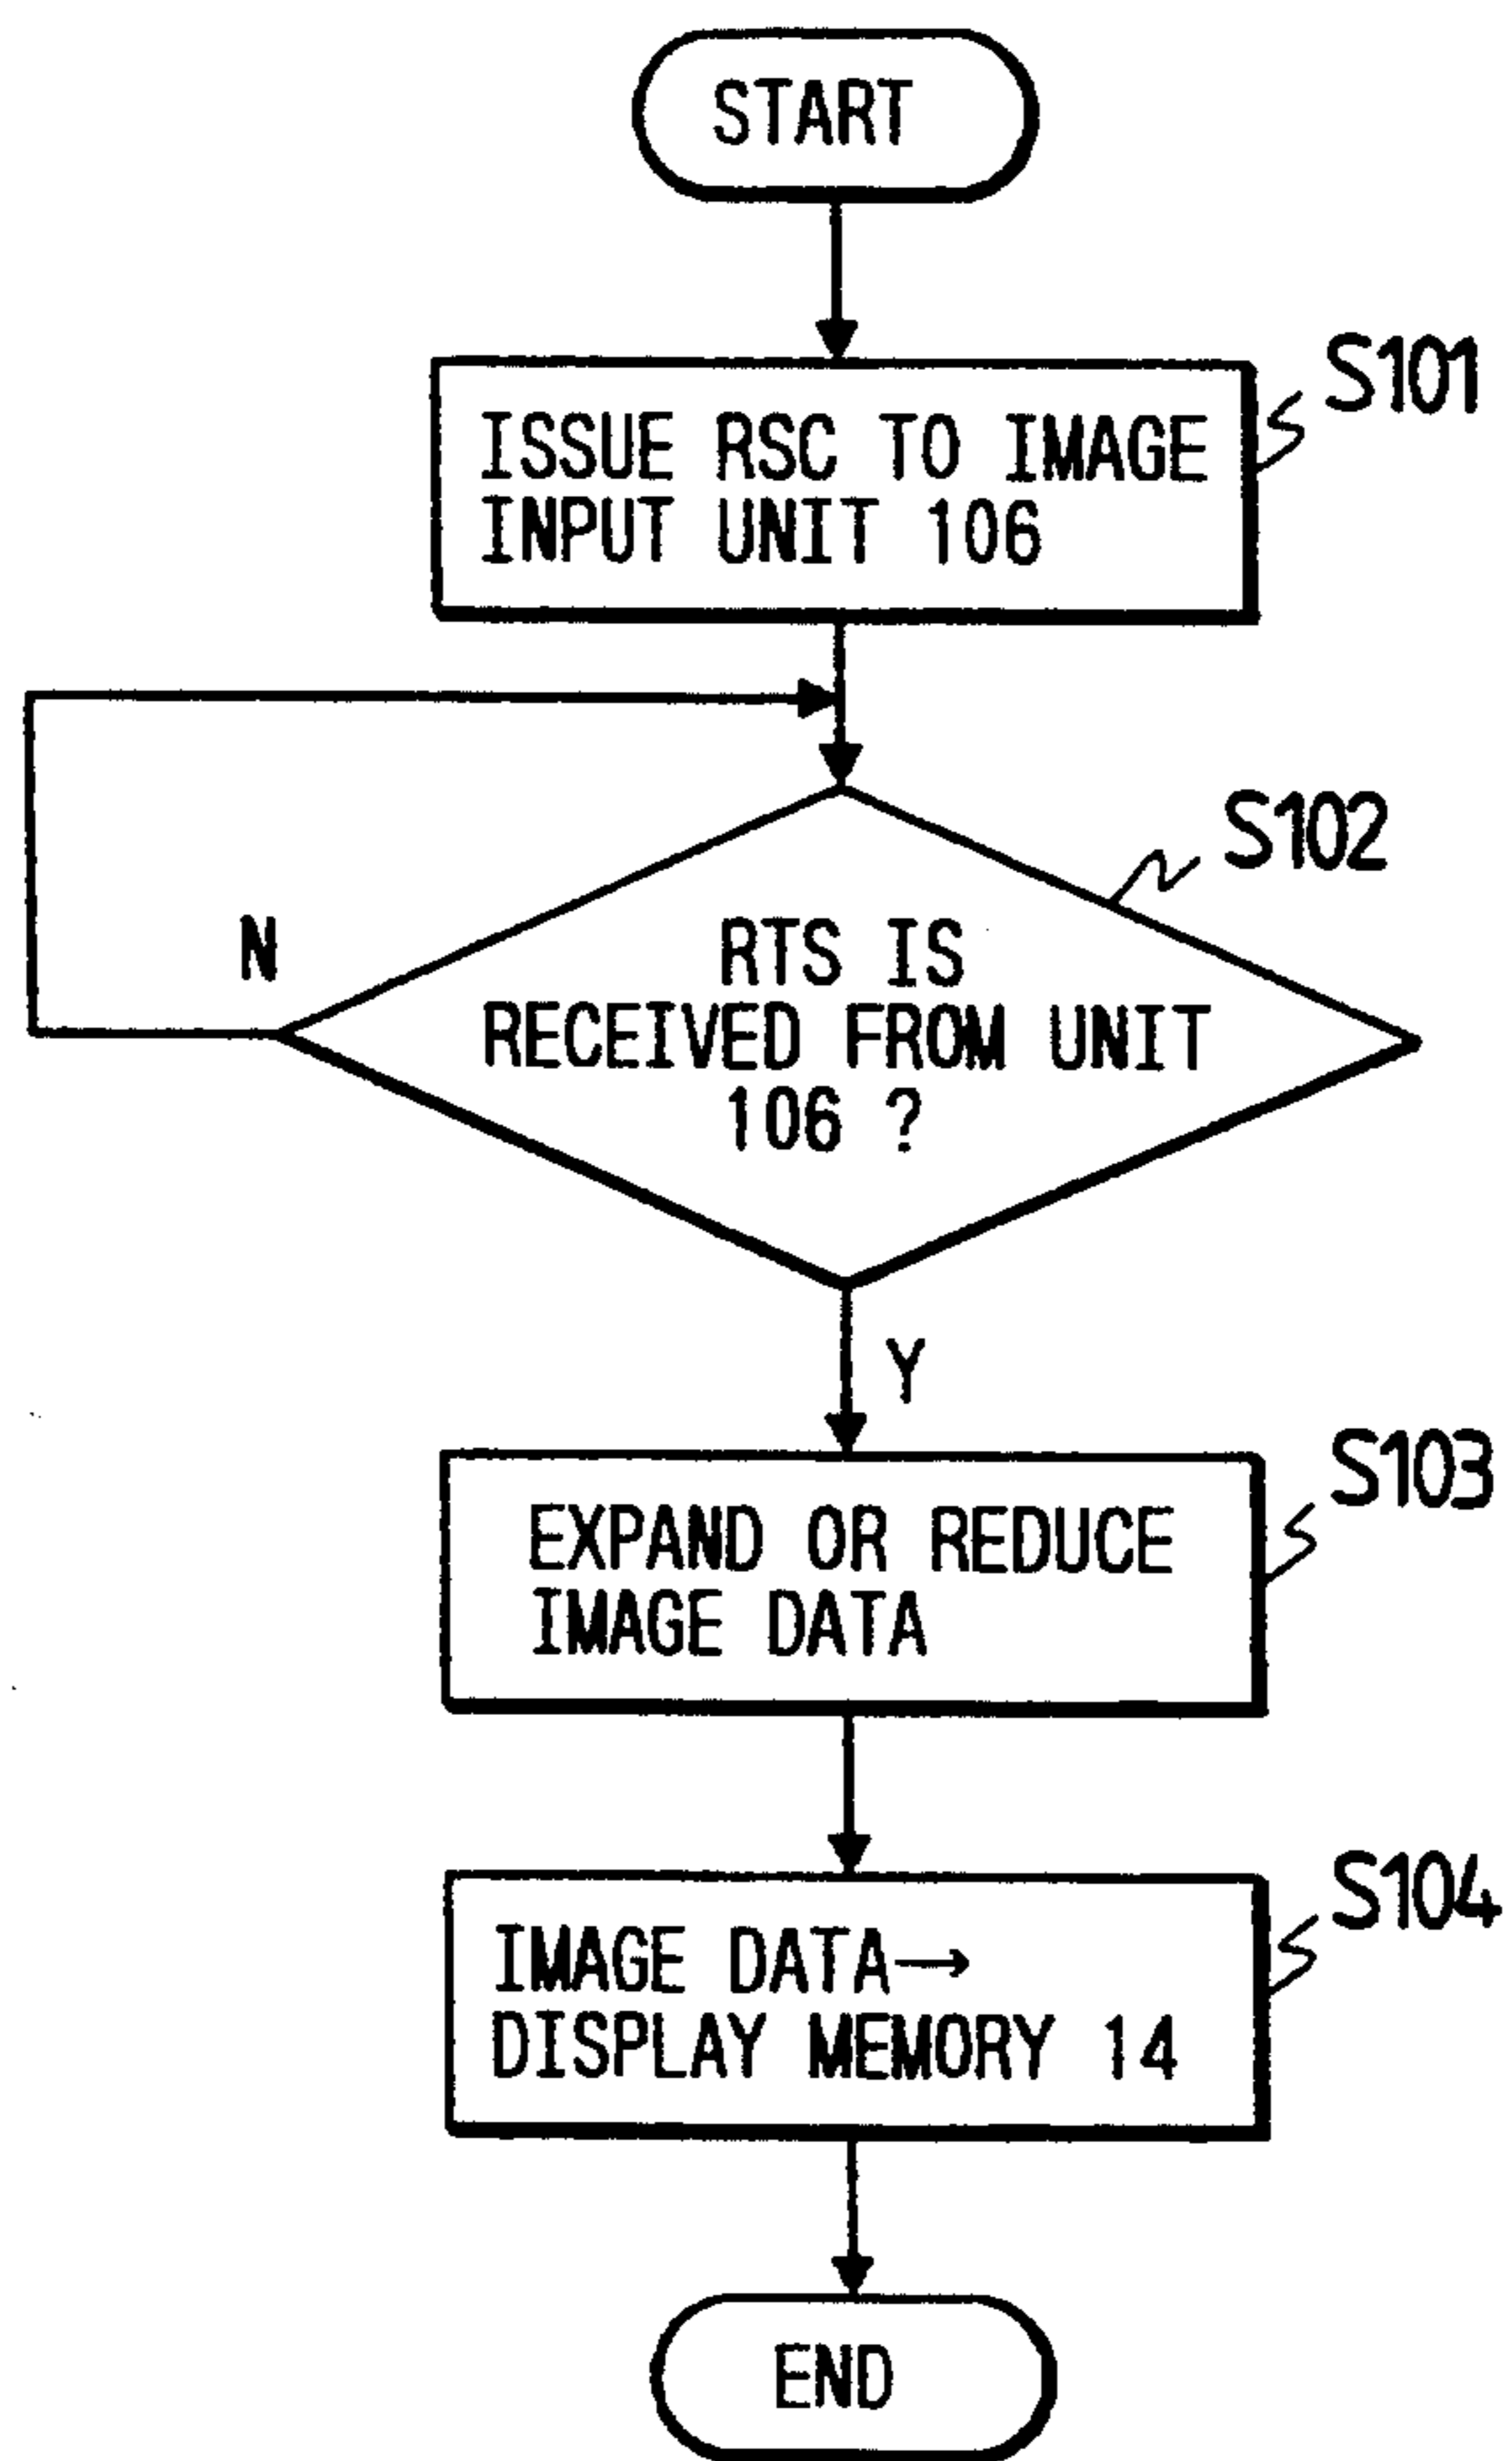 START
S101
ISSUE RSC TO IMAGE
INPUT UNIT 106
S102
N
RTS IS
RECEIVED FROM UNIT
106 ?
Y
S103
EXPAND OR REDUCE
IMAGE DATA
S104
IMAGE DATA→
DISPLAY MEMORY 14
END